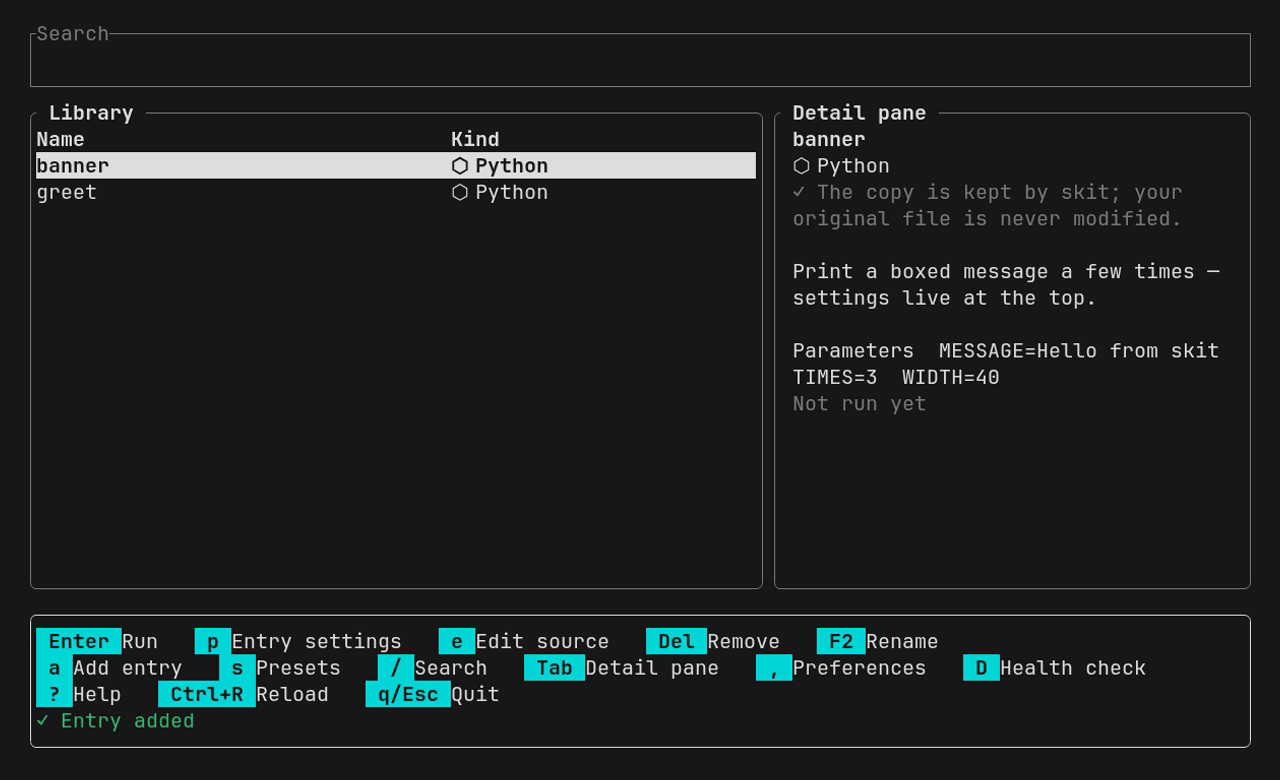 Search
Library
Name Kind
banner ⬡ Python
greet ⬡ Python
Detail pane
banner
⬡ Python
✓ The copy is kept by skit; your
original file is never modified.
Print a boxed message a few times —
settings live at the top.
Parameters  MESSAGE=Hello from skit
TIMES=3  WIDTH=40
Not run yet
Enter Run  p Entry settings  e Edit source  Del Remove  F2 Rename
a Add entry  s Presets  / Search  Tab Detail pane  , Preferences  D Health check
? Help  Ctrl+R Reload  q/Esc Quit
✓ Entry added